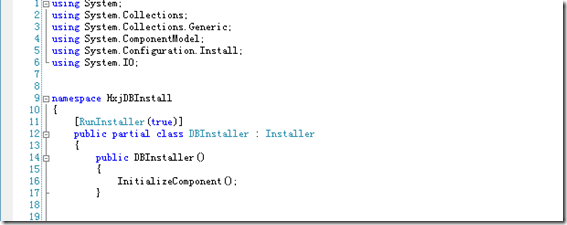 1 using System;
2 using System.Collections;
3 using System.Collections.Generic;
4 using System.ComponentModel;
5 using System.Configuration.Install;
6 using System.IO;
7
8
9 namespace HxjDBInstall
10 {
11 [RunInstaller(true)]
12 public partial class DBInstaller : Installer
13 {
14 public DBInstaller()
15 {
16 InitializeComponent();
17 }
18
19